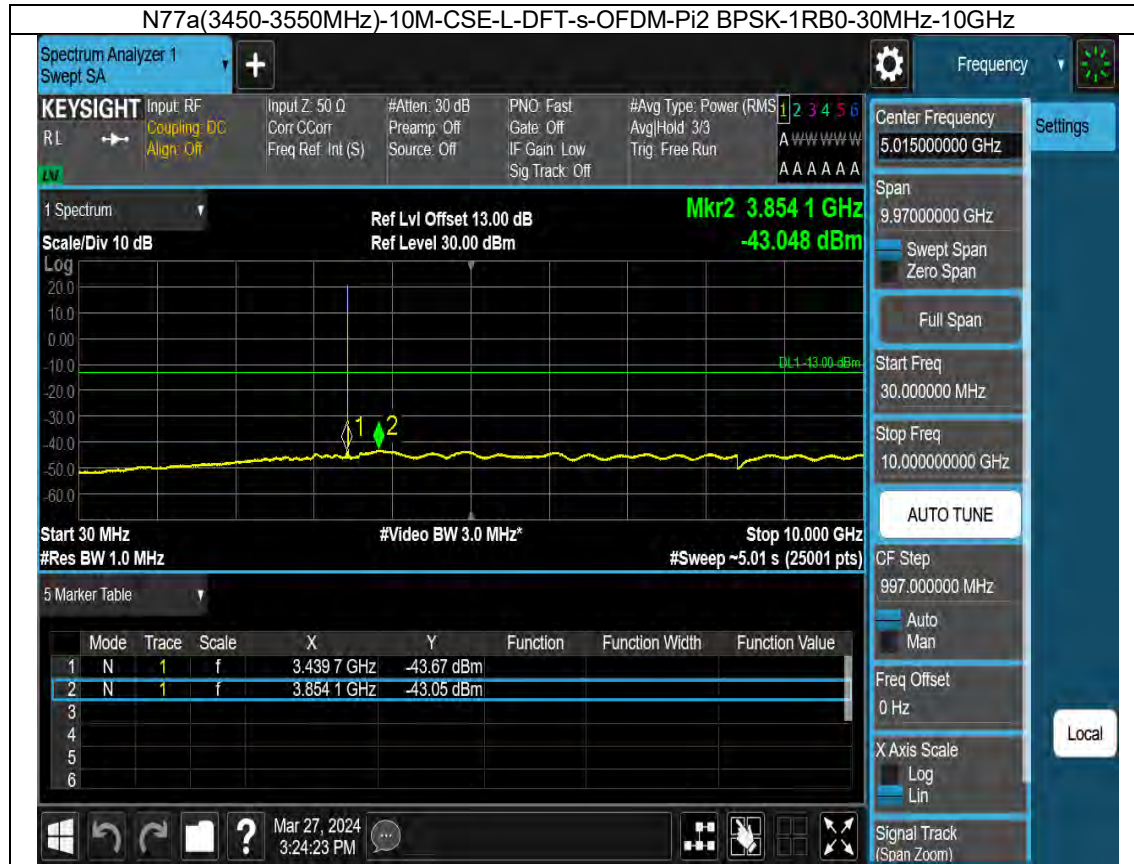 N77a(3450-3550MHz)-10M-CSE-L-DFT-s-OFDM-Pi2 BPSK-1RB0-30MHz-10GHz
Spectrum Analyzer 1
Swept SA
+
Frequency
KEYSIGHT
RL
Input: RF
Coupling: DC
Align: Off
Input Z: 50 Ω
Corr CCorr
Freq Ref: Int (S)
#Atten: 30 dB
Preamp: Off
Source: Off
PNO: Fast
Gate: Off
IF Gain: Low
Sig Track: Off
#Avg Type: Power (RMS
Avg|Hold: 3/3
Trig: Free Run
1 2 3 4 5 6
A W W W W W
A A A A A A
1 Spectrum
Scale/Div 10 dB
Ref Lvl Offset 13.00 dB
Ref Level 30.00 dBm
Mkr2 3.854 1 GHz
-43.048 dBm
Log
20.0
10.0
0.00
-10.0
-20.0
-30.0
-40.0
-50.0
-60.0
DL1 -13.00 dBm
1
2
Start 30 MHz
#Video BW 3.0 MHz*
Stop 10.000 GHz
#Res BW 1.0 MHz
#Sweep ~5.01 s (25001 pts)
5 Marker Table
Mode Trace Scale X Y Function Function Width Function Value
1 N 1 f 3.439 7 GHz -43.67 dBm
2 N 1 f 3.854 1 GHz -43.05 dBm
3
4
5
6
Center Frequency
5.015000000 GHz
Settings
Span
9.97000000 GHz
Swept Span
Zero Span
Full Span
Start Freq
30.000000 MHz
Stop Freq
10.000000000 GHz
AUTO TUNE
CF Step
997.000000 MHz
Auto
Man
Freq Offset
0 Hz
Local
X Axis Scale
Log
Lin
Signal Track
(Span Zoom)
?
Mar 27, 2024
3:24:23 PM